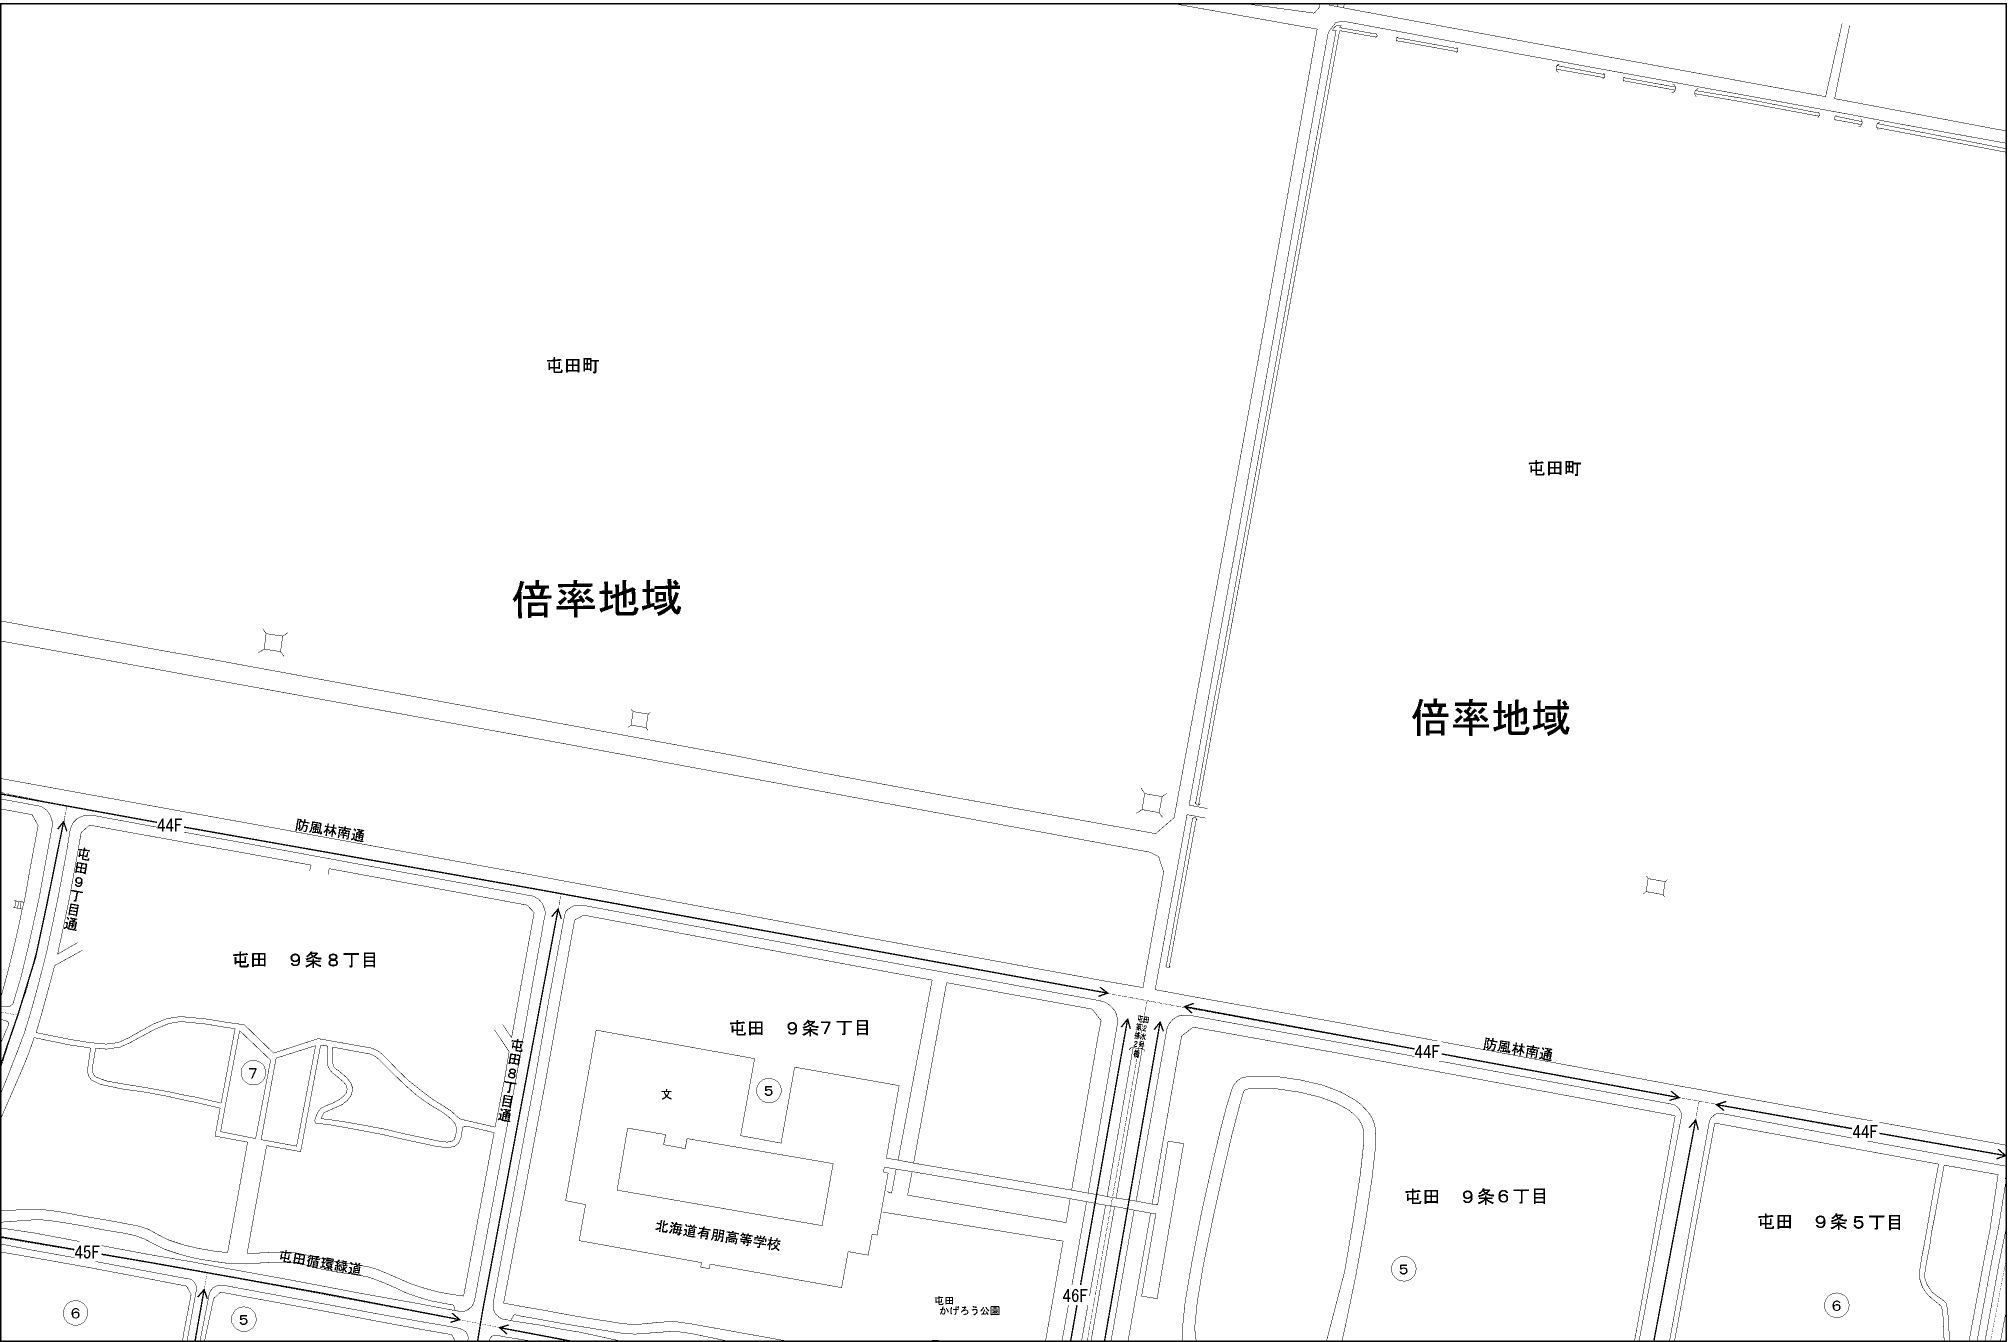 屯田町
屯田町
倍率地域
倍率地域
44F
防風林南通
屯田9丁目通
屯田　9条8丁目
屯田　9条7丁目
44F
防風林南通
屯田8丁目通
⑦
⑤
文
44F
屯田　9条6丁目
屯田　9条5丁目
北海道有朋高等学校
45F
屯田循環緑道
⑤
46F
屯田
かげろう公園
⑥
⑥
⑤